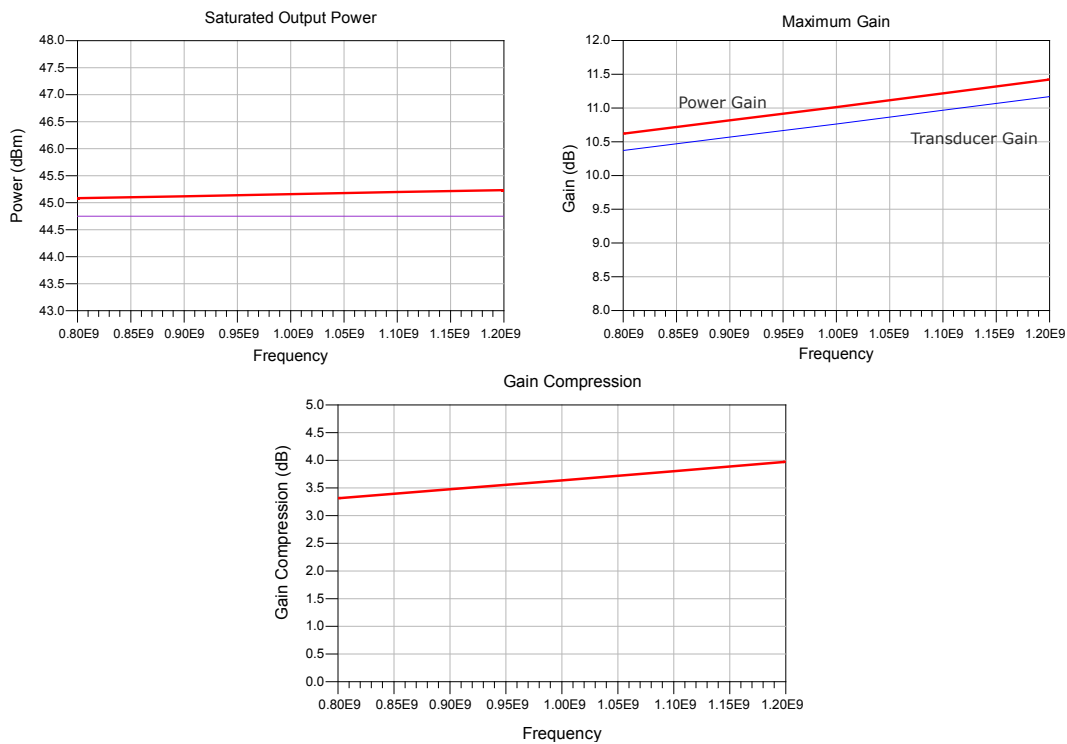 Saturated Output Power
48.0
47.5
47.0
46.5
46.0
45.5
45.0
44.5
44.0
43.5
43.0
Power (dBm)
0.80E9 0.85E9 0.90E9 0.95E9 1.00E9 1.05E9 1.10E9 1.15E9 1.20E9
Frequency
Maximum Gain
12.0
11.5
11.0
10.5
10.0
9.5
9.0
8.5
8.0
Gain (dB)
Power Gain
Transducer Gain
0.80E9 0.85E9 0.90E9 0.95E9 1.00E9 1.05E9 1.10E9 1.15E9 1.20E9
Frequency
Gain Compression
5.0
4.5
4.0
3.5
3.0
2.5
2.0
1.5
1.0
0.5
0.0
Gain Compression (dB)
0.80E9 0.85E9 0.90E9 0.95E9 1.00E9 1.05E9 1.10E9 1.15E9 1.20E9
Frequency